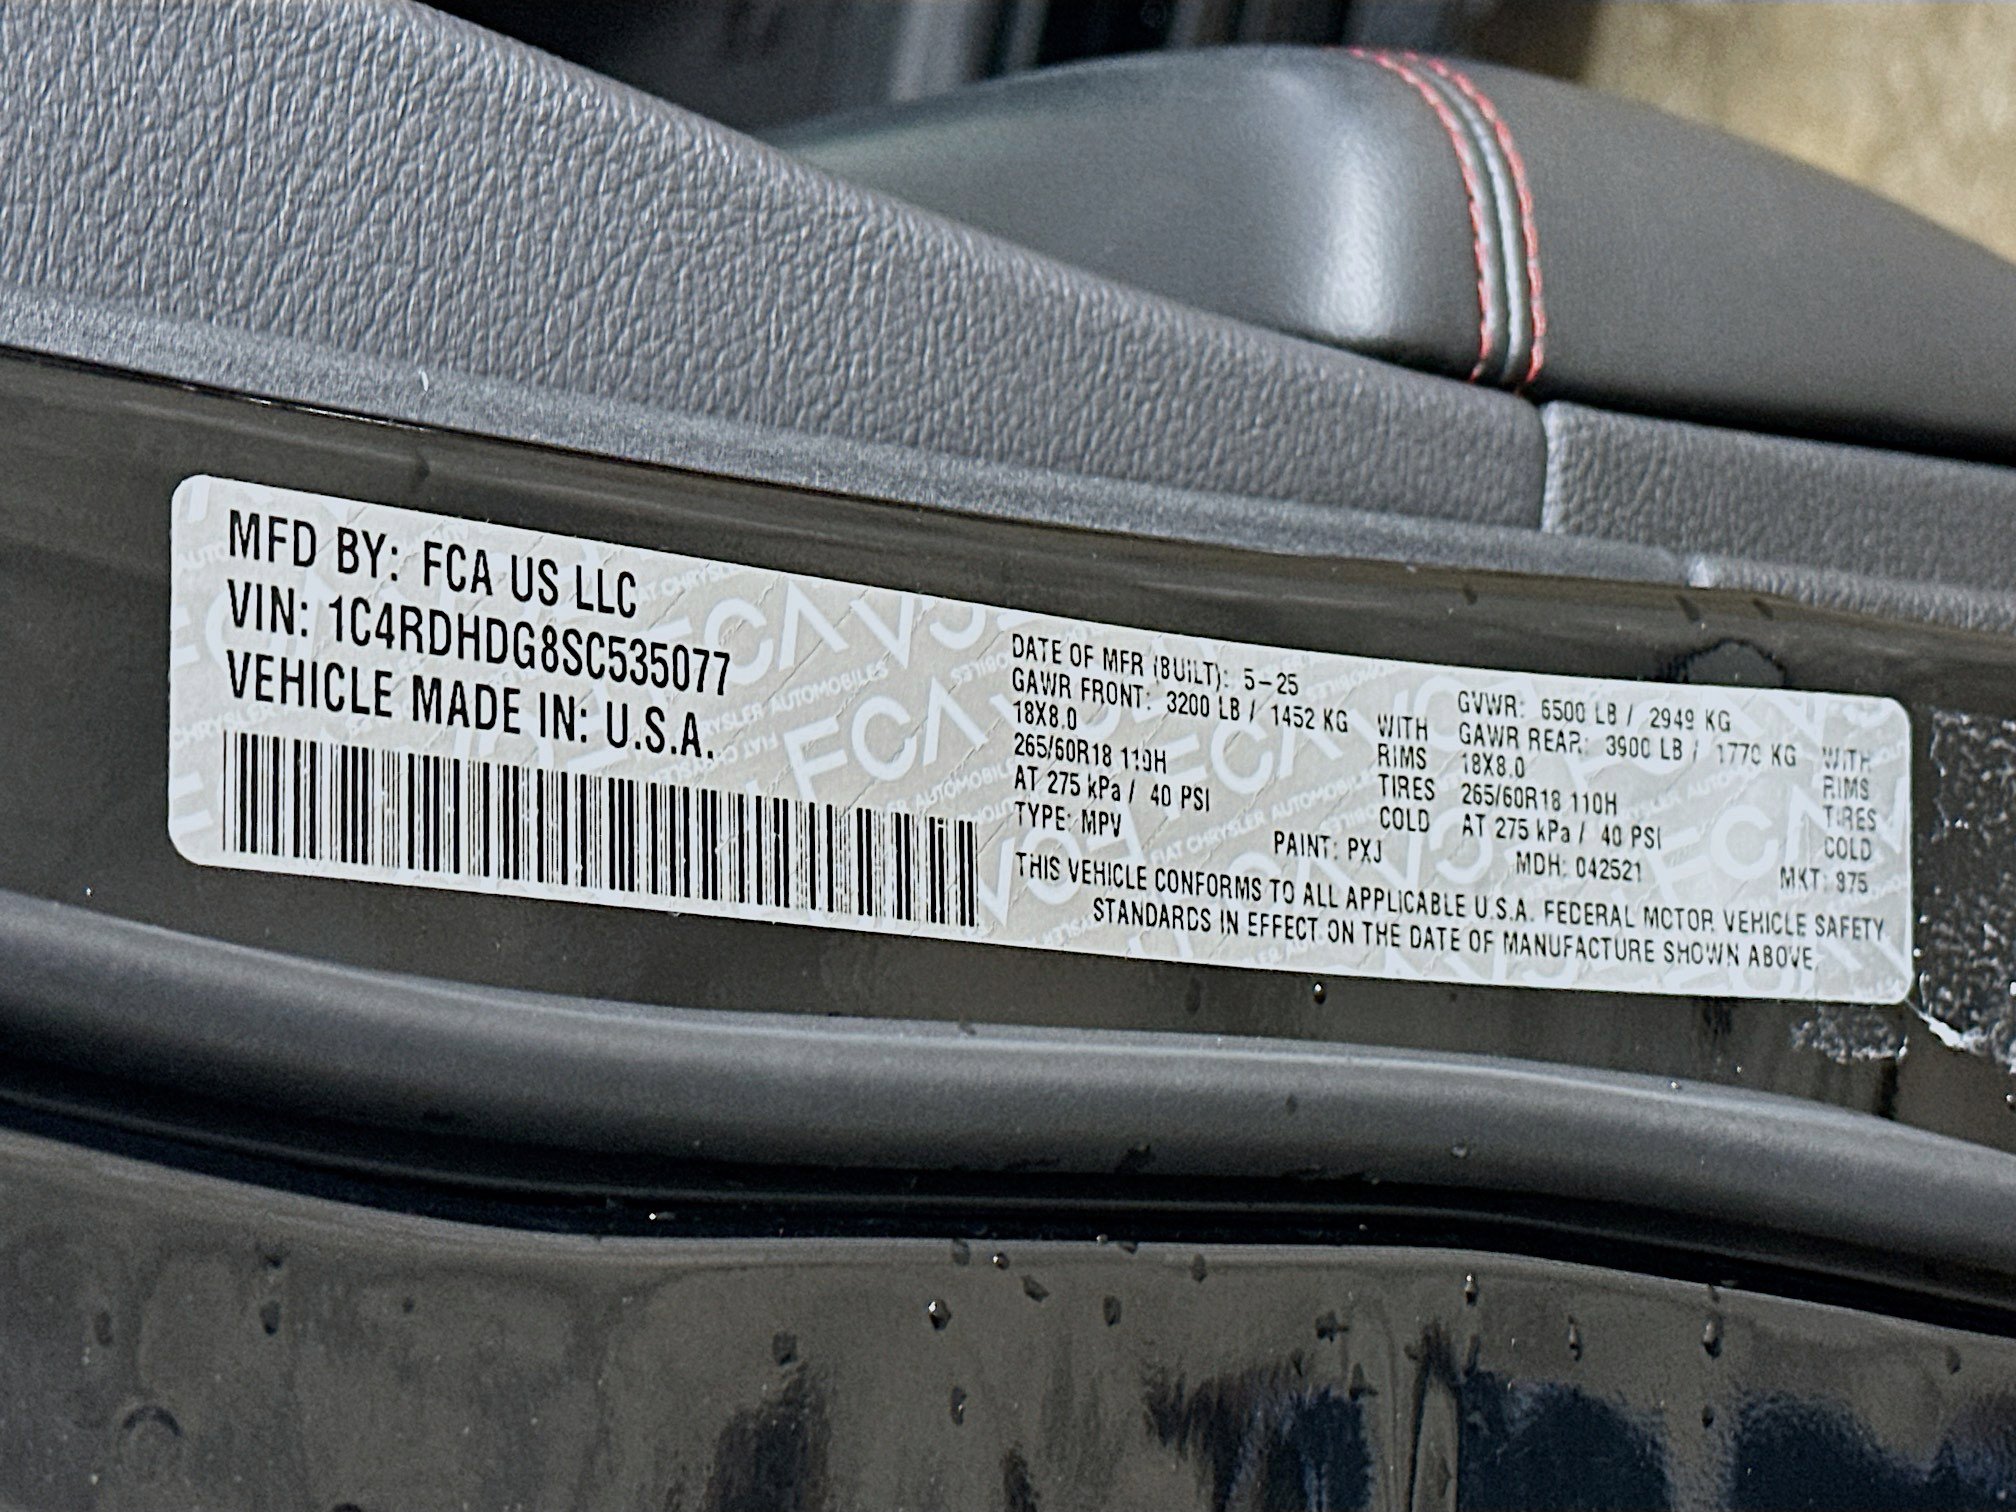 MFD BY: FCA US LLC
VIN: 1C4RDHDG8SC535077
VEHICLE MADE IN: U.S.A.
DATE OF MFR (BUILT): 5-25
GAWR FRONT: 3200 LB / 1452 KG WITH
18X8.0 RIMS
265/60R18 110H TIRES
AT 275 kPa / 40 PSI COLD
TYPE: MPV PAINT: PXJ
GVWR: 6500 LB / 2949 KG
GAWR REAR: 3900 LB / 1770 KG WITH
18X8.0 RIMS
265/60R18 110H TIRES
AT 275 kPa / 40 PSI COLD
MDH: 042521 MKT: 975
THIS VEHICLE CONFORMS TO ALL APPLICABLE U.S.A. FEDERAL MOTOR VEHICLE SAFETY
STANDARDS IN EFFECT ON THE DATE OF MANUFACTURE SHOWN ABOVE.